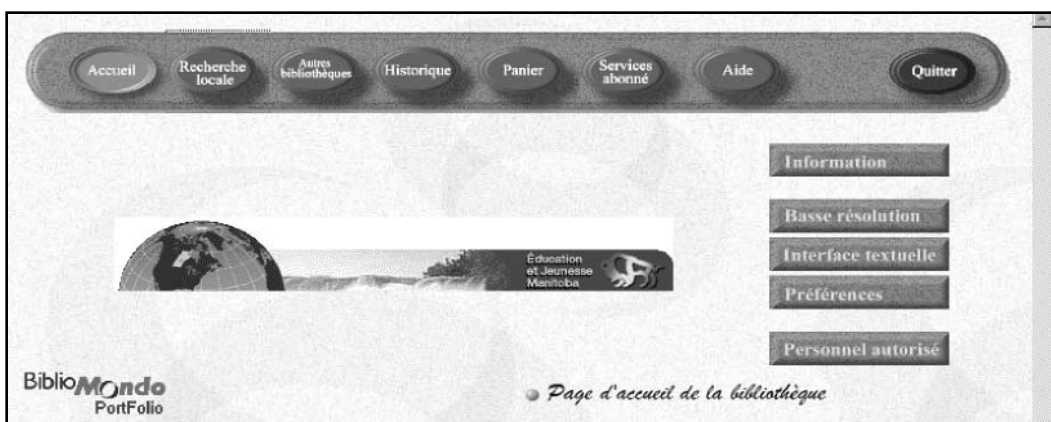 Accueil
Recherche
locale
Autres
bibliothèques
Historique
Panier
Services
abonné
Aide
Quitter
Information
Basse résolution
Interface textuelle
Préférences
Personnel autorisé
Éducation
et Jeunesse
Manitoba
BiblioMondo
PortFolio
Page d'accueil de la bibliothèque